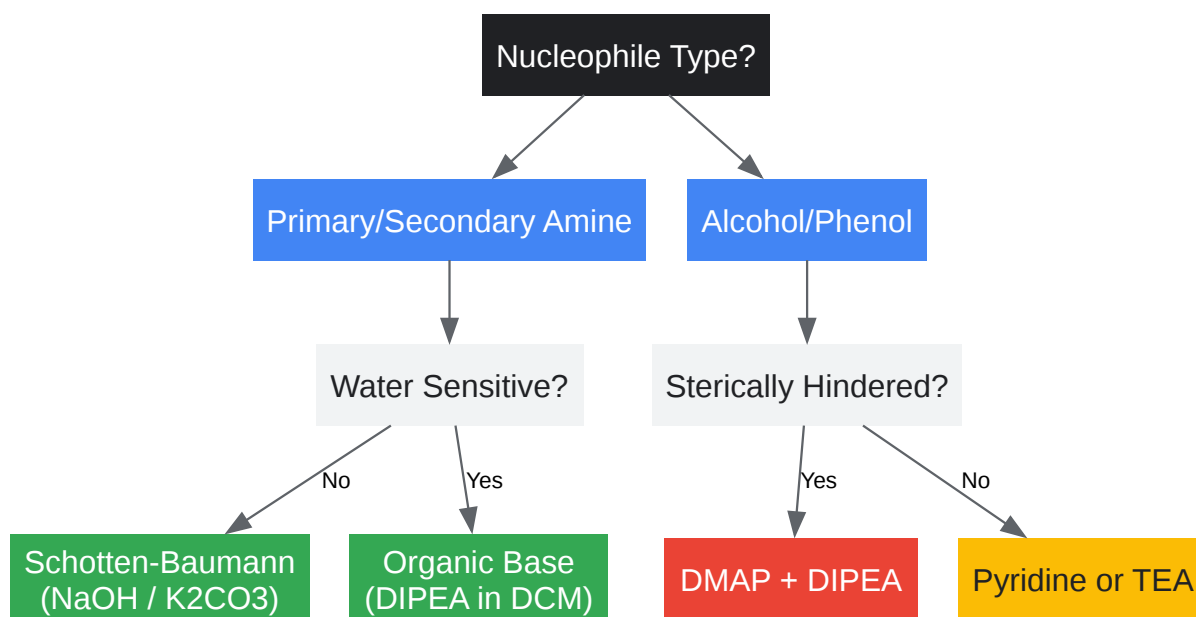 Nucleophile Type?
Primary/Secondary Amine
Alcohol/Phenol
Water Sensitive?
Sterically Hindered?
No
Yes
Yes
No
Schotten-Baumann
(NaOH / K2CO3)
Organic Base
(DIPEA in DCM)
DMAP + DIPEA
Pyridine or TEA